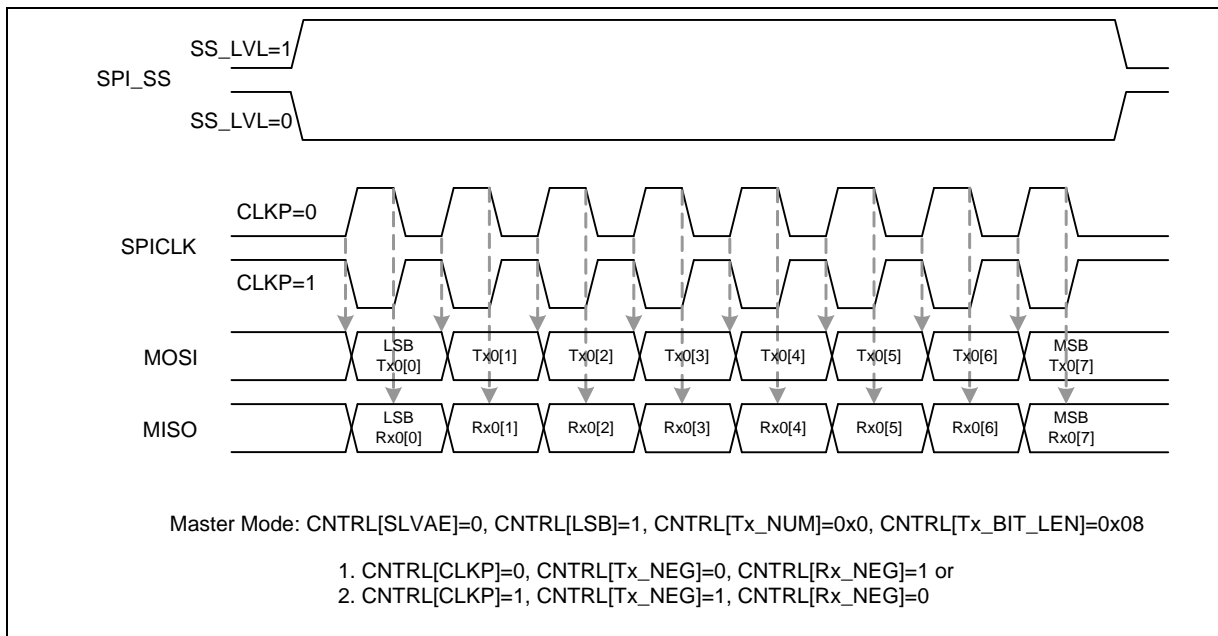 SS_LVL=1
SPI_SS
SS_LVL=0
CLKP=0
SPICLK
CLKP=1
MOSI
LSB
Tx0[0]
Tx0[1]
Tx0[2]
Tx0[3]
Tx0[4]
Tx0[5]
Tx0[6]
MSB
Tx0[7]
MISO
LSB
Rx0[0]
Rx0[1]
Rx0[2]
Rx0[3]
Rx0[4]
Rx0[5]
Rx0[6]
MSB
Rx0[7]
Master Mode: CNTRL[SLVAE]=0, CNTRL[LSB]=1, CNTRL[Tx_NUM]=0x0, CNTRL[Tx_BIT_LEN]=0x08
1. CNTRL[CLKP]=0, CNTRL[Tx_NEG]=0, CNTRL[Rx_NEG]=1 or
2. CNTRL[CLKP]=1, CNTRL[Tx_NEG]=1, CNTRL[Rx_NEG]=0